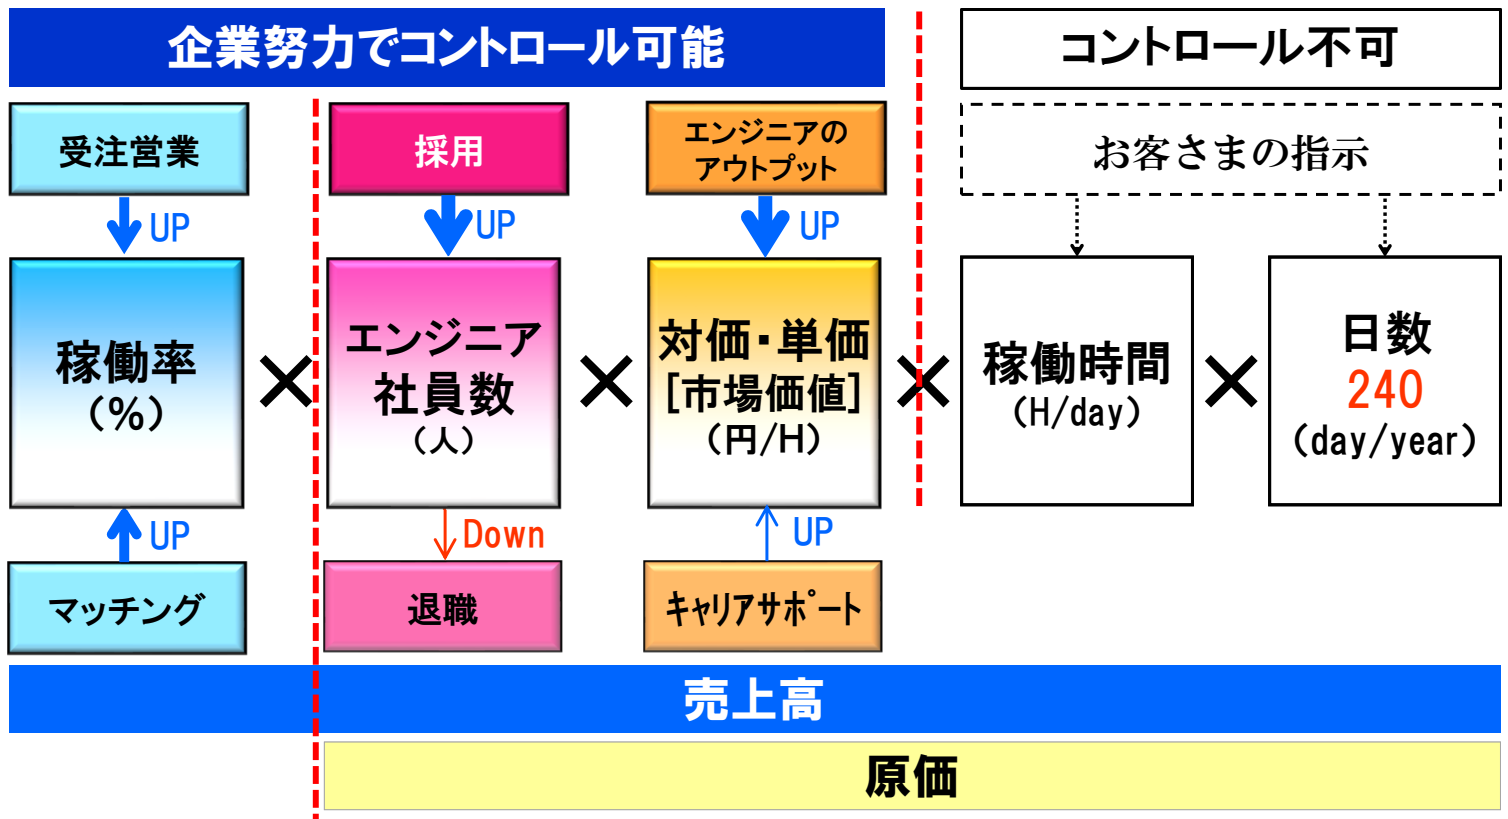 企業努力でコントロール可能
コントロール不可
受注営業
採用
エンジニアの
アウトプット
お客さまの指示
UP
UP
UP
稼働率
(%)
×
エンジニア
社員数
(人)
×
対価・単価
[市場価値]
(円/H)
×
稼働時間
(H/day)
×
日数
240
(day/year)
UP
Down
UP
マッチング
退職
キャリアサポート
売上高
原価